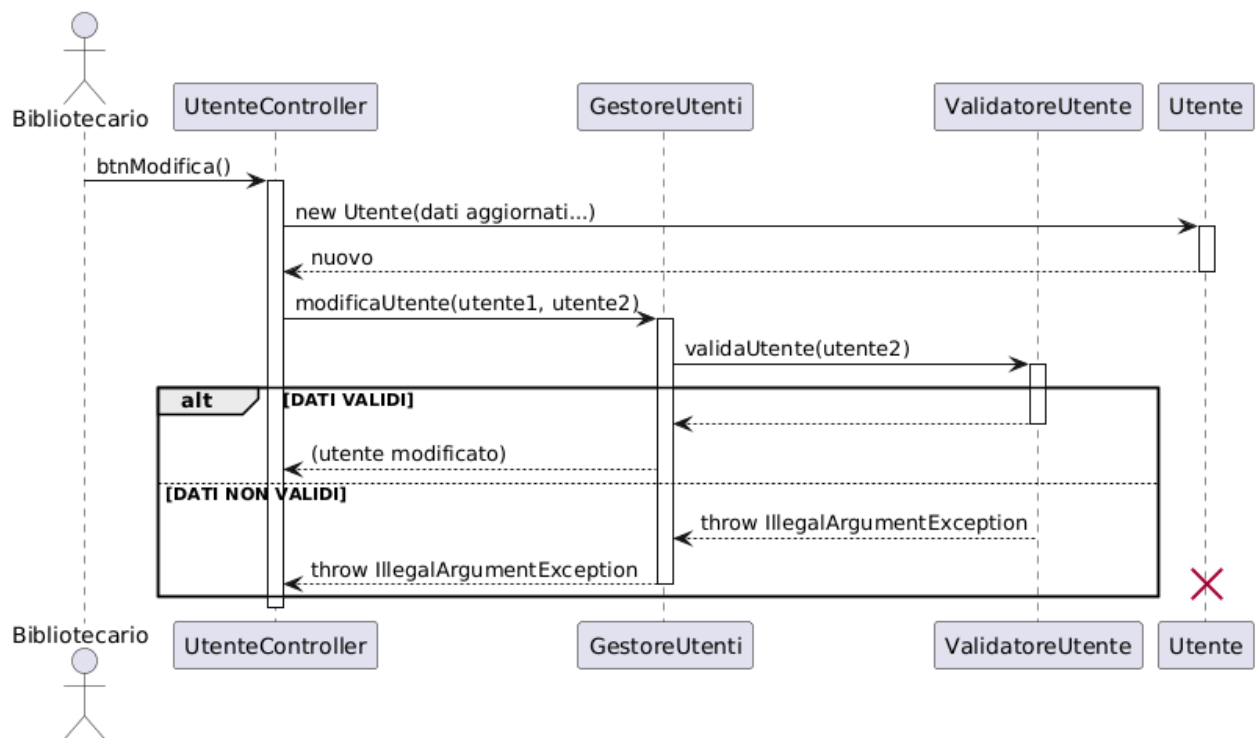 Bibliotecario
UtenteController
GestoreUtenti
ValidatoreUtente
Utente
btnModifica()
new Utente(dati aggiornati...)
nuovo
modificaUtente(utente1, utente2)
validaUtente(utente2)
alt
[DATI VALIDI]
(utente modificato)
[DATI NON VALIDI]
throw IllegalArgumentException
throw IllegalArgumentException
Bibliotecario
UtenteController
GestoreUtenti
ValidatoreUtente
Utente